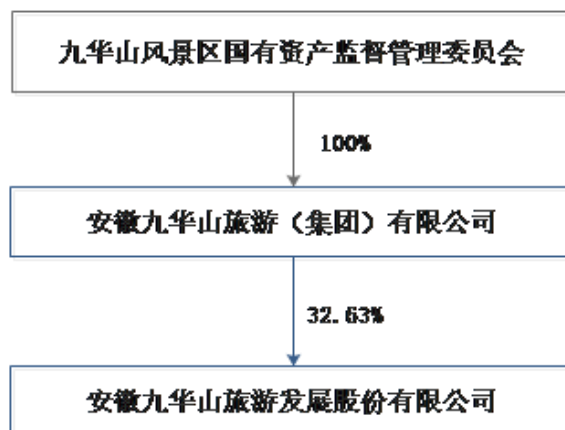 九华山风景区国有资产监督管理委员会
100%
安徽九华山旅游（集团）有限公司
32.63%
安徽九华山旅游发展股份有限公司